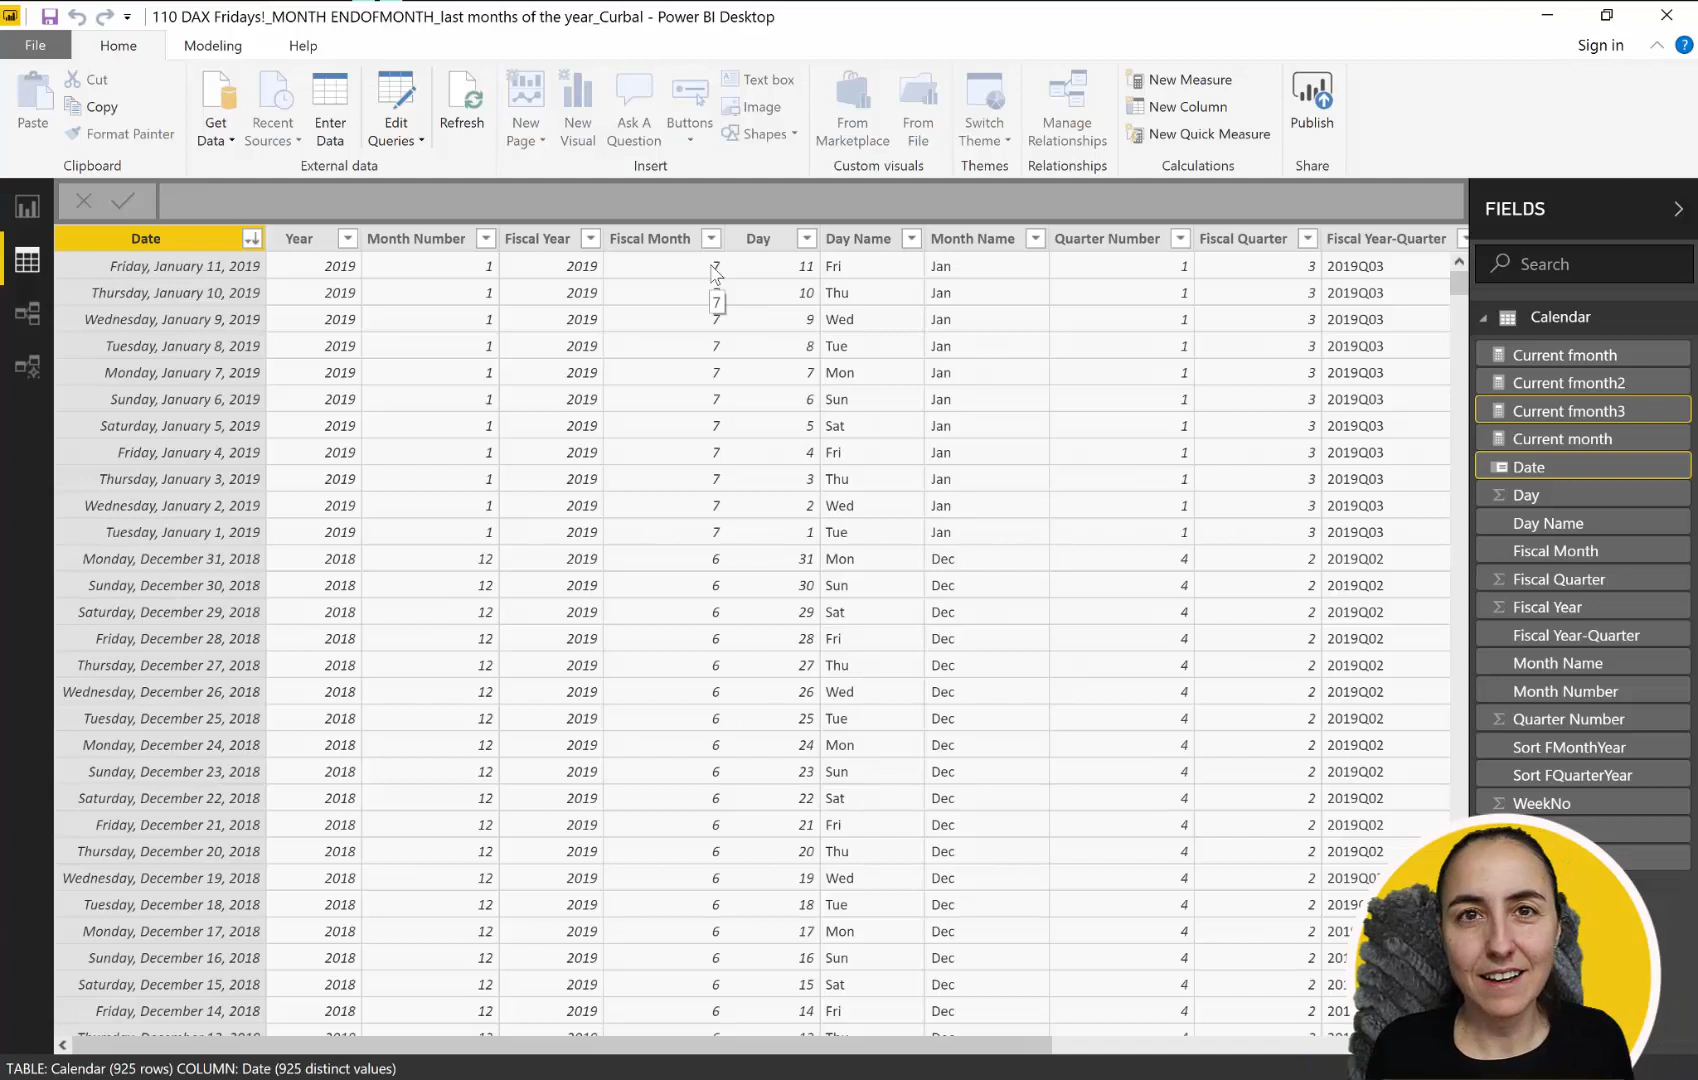 110 DAX Fridays!_MONTH ENDOFMONTH_last months of the year_Curbal - Power BI Desktop
File Home Modeling Help Sign in
Paste Cut Copy Format Painter Clipboard
Get Data Recent Sources Enter Data Edit Queries Refresh External data
New Page New Visual Ask A Question Buttons Text box Image Shapes Insert
From Marketplace From File Custom visuals
Switch Theme Themes
Manage Relationships Relationships
New Measure New Column New Quick Measure Calculations
Publish Share
Date Year Month Number Fiscal Year Fiscal Month Day Day Name Month Name Quarter Number Fiscal Quarter Fiscal Year-Quarter
Friday, January 11, 2019 2019 1 2019 7 11 Fri Jan 1 3 2019Q03
Thursday, January 10, 2019 2019 1 2019 10 Thu Jan 1 3 2019Q03
7
Wednesday, January 9, 2019 2019 1 2019 7 9 Wed Jan 1 3 2019Q03
Tuesday, January 8, 2019 2019 1 2019 7 8 Tue Jan 1 3 2019Q03
Monday, January 7, 2019 2019 1 2019 7 7 Mon Jan 1 3 2019Q03
Sunday, January 6, 2019 2019 1 2019 7 6 Sun Jan 1 3 2019Q03
Saturday, January 5, 2019 2019 1 2019 7 5 Sat Jan 1 3 2019Q03
Friday, January 4, 2019 2019 1 2019 7 4 Fri Jan 1 3 2019Q03
Thursday, January 3, 2019 2019 1 2019 7 3 Thu Jan 1 3 2019Q03
Wednesday, January 2, 2019 2019 1 2019 7 2 Wed Jan 1 3 2019Q03
Tuesday, January 1, 2019 2019 1 2019 7 1 Tue Jan 1 3 2019Q03
Monday, December 31, 2018 2018 12 2019 6 31 Mon Dec 4 2 2019Q02
Sunday, December 30, 2018 2018 12 2019 6 30 Sun Dec 4 2 2019Q02
Saturday, December 29, 2018 2018 12 2019 6 29 Sat Dec 4 2 2019Q02
Friday, December 28, 2018 2018 12 2019 6 28 Fri Dec 4 2 2019Q02
Thursday, December 27, 2018 2018 12 2019 6 27 Thu Dec 4 2 2019Q02
Wednesday, December 26, 2018 2018 12 2019 6 26 Wed Dec 4 2 2019Q02
Tuesday, December 25, 2018 2018 12 2019 6 25 Tue Dec 4 2 2019Q02
Monday, December 24, 2018 2018 12 2019 6 24 Mon Dec 4 2 2019Q02
Sunday, December 23, 2018 2018 12 2019 6 23 Sun Dec 4 2 2019Q02
Saturday, December 22, 2018 2018 12 2019 6 22 Sat Dec 4 2 2019Q02
Friday, December 21, 2018 2018 12 2019 6 21 Fri Dec 4 2 2019Q02
Thursday, December 20, 2018 2018 12 2019 6 20 Thu Dec 4 2 2019Q02
Wednesday, December 19, 2018 2018 12 2019 6 19 Wed Dec 4 2 2019Q02
Tuesday, December 18, 2018 2018 12 2019 6 18 Tue Dec 4 2 2019
Monday, December 17, 2018 2018 12 2019 6 17 Mon Dec 4 2 201
Sunday, December 16, 2018 2018 12 2019 6 16 Sun Dec 4 2 201
Saturday, December 15, 2018 2018 12 2019 6 15 Sat Dec 4 2 201
Friday, December 14, 2018 2018 12 2019 6 14 Fri Dec 4 2 201
FIELDS
Search
Calendar
Current fmonth
Current fmonth2
Current fmonth3
Current month
Date
Day
Day Name
Fiscal Month
Fiscal Quarter
Fiscal Year
Fiscal Year-Quarter
Month Name
Month Number
Quarter Number
Sort FMonthYear
Sort FQuarterYear
WeekNo
TABLE: Calendar (925 rows) COLUMN: Date (925 distinct values)